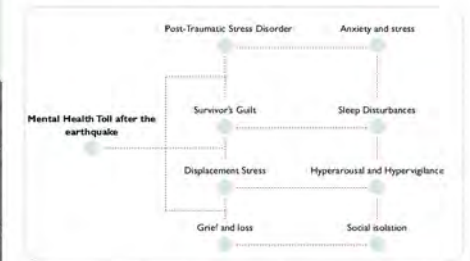 Post-Traumatic Stress Disorder
Anxiety and stress
Survivor's Guilt
Sleep Disturbances
Mental Health Toll after the
earthquake
Displacement Stress
Hyperarousal and Hypervigilance
Grief and loss
Social isolation